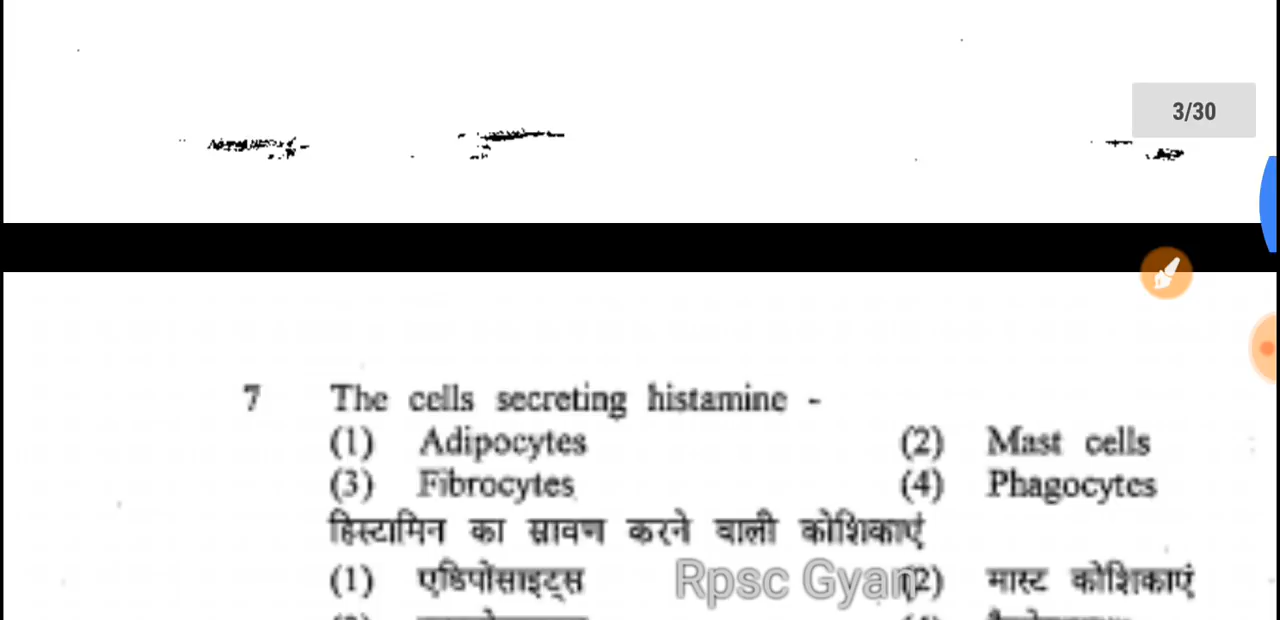 3/30
7 The cells secreting histamine -
(1) Adipocytes (2) Mast cells
(3) Fibrocytes (4) Phagocytes
हिस्टामिन का स्रावण करने वाली कोशिकाएं
(1) एडिपोसाइट्स (2) मास्ट कोशिकाएं
Rpsc Gyan